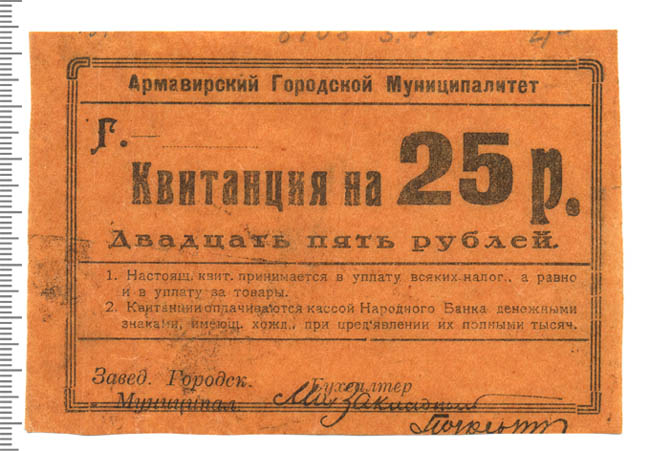 Армавирский Городской Муниципалитет
Г.
Квитанция на 25 р.
Двадцать пять рублей.
1. Настоящ. квит. принимается в уплату всяких налог., а равно
и в уплату за товары.
2. Квитанции оплачиваются кассой Народного Банка денежными
знаками, имеющ. хожд., при пред'явлении их полными тысяч.
Завед. Городск.
Муниципал.
Бухгалтер